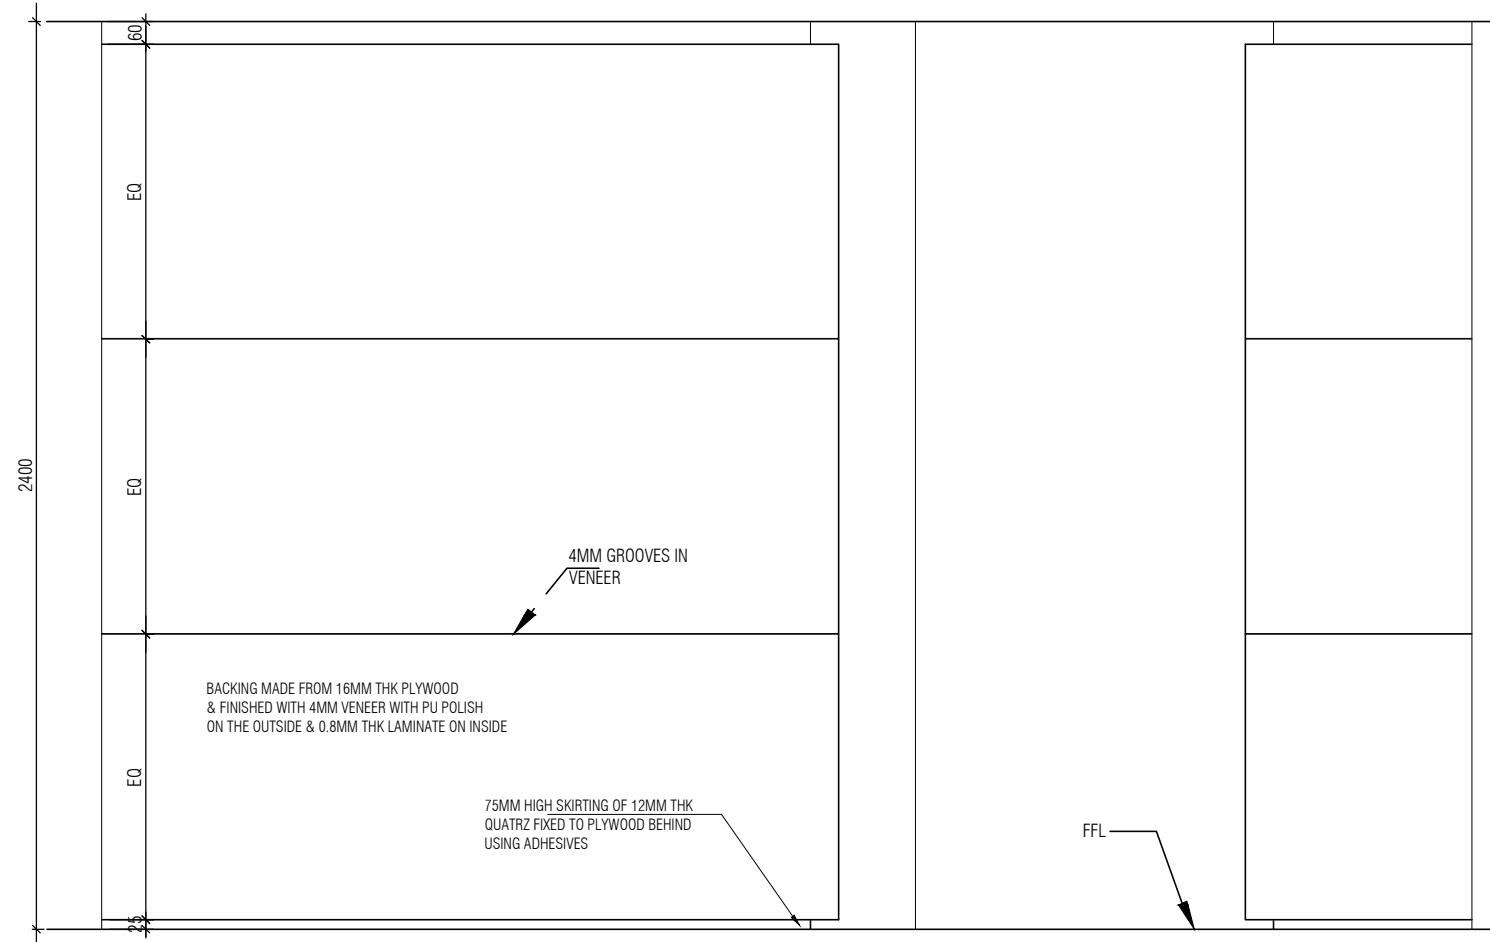 60
EQ
2400
EQ
4MM GROOVES IN
VENEER
BACKING MADE FROM 16MM THK PLYWOOD
& FINISHED WITH 4MM VENEER WITH PU POLISH
ON THE OUTSIDE & 0.8MM THK LAMINATE ON INSIDE
EQ
75MM HIGH SKIRTING OF 12MM THK
QUATRZ FIXED TO PLYWOOD BEHIND
USING ADHESIVES
FFL
25